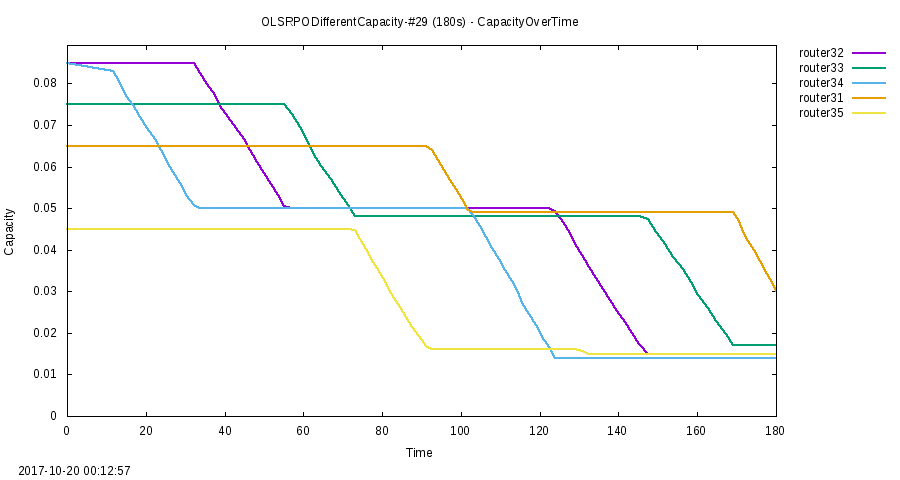 OLSRPODifferentCapacity-#29 (180s) - CapacityOverTime
router32
router33
router34
router31
router35
Capacity
0.08
0.07
0.06
0.05
0.04
0.03
0.02
0.01
0
0 20 40 60 80 100 120 140 160 180
Time
2017-10-20 00:12:57